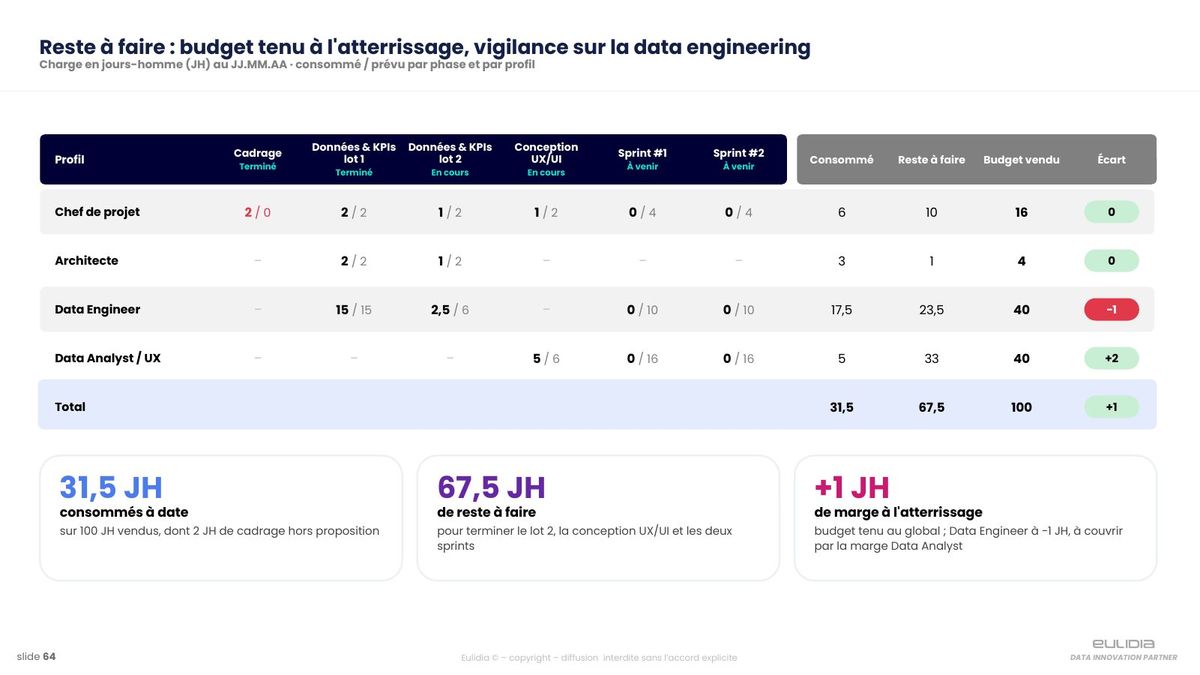 Reste à faire : budget tenu à l'atterrissage, vigilance sur la data engineering
Charge en jours-homme (JH) au JJ.MM.AA · consommé / prévu par phase et par profil
Profil Cadrage Données & KPIs lot 1 Données & KPIs lot 2 Conception UX/UI Sprint #1 Sprint #2 Consommé Reste à faire Budget vendu Écart
Terminé Terminé En cours En cours À venir À venir
Chef de projet 2 / 0 2 / 2 1 / 2 1 / 2 0 / 4 0 / 4 6 10 16 0
Architecte – 2 / 2 1 / 2 – – – 3 1 4 0
Data Engineer – 15 / 15 2,5 / 6 – 0 / 10 0 / 10 17,5 23,5 40 -1
Data Analyst / UX – – – 5 / 6 0 / 16 0 / 16 5 33 40 +2
Total 31,5 67,5 100 +1
31,5 JH
consommés à date
sur 100 JH vendus, dont 2 JH de cadrage hors proposition
67,5 JH
de reste à faire
pour terminer le lot 2, la conception UX/UI et les deux
sprints
+1 JH
de marge à l'atterrissage
budget tenu au global ; Data Engineer à -1 JH, à couvrir
par la marge Data Analyst
slide 64
Eulidia © – copyright – diffusion interdite sans l'accord explicite
EULIDIA
DATA INNOVATION PARTNER